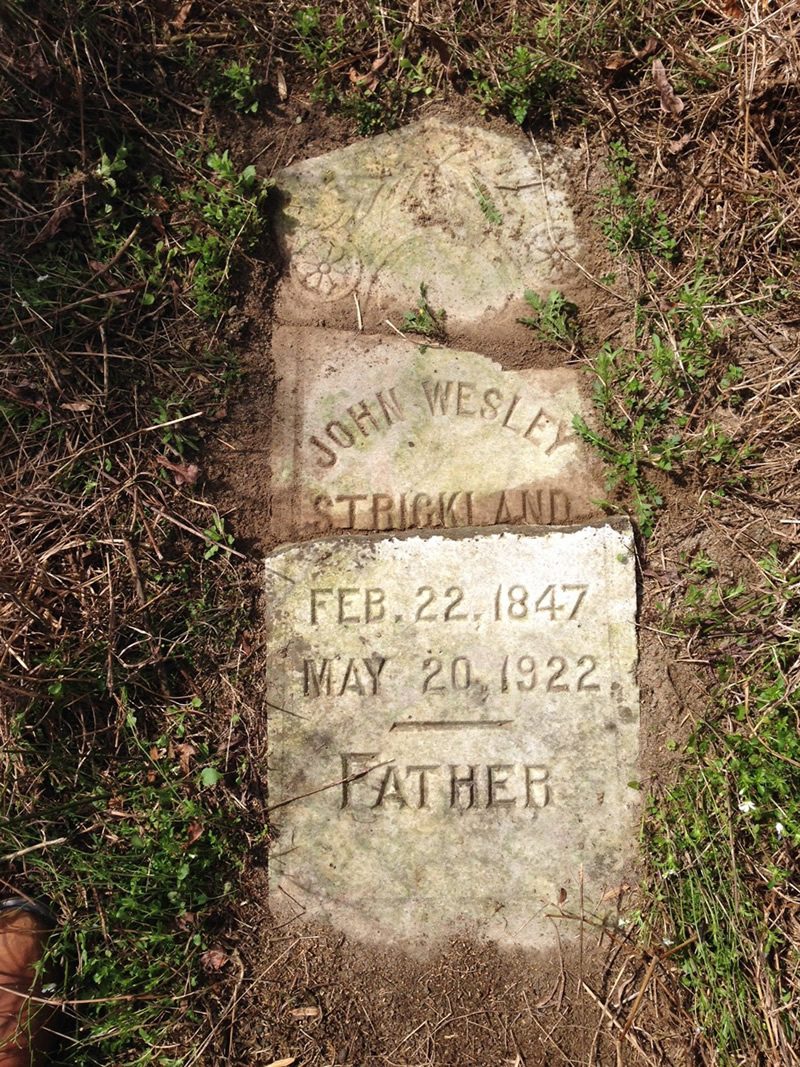 JOHN WESLEY
STRICKLAND
FEB. 22, 1847
MAY 20, 1922
FATHER